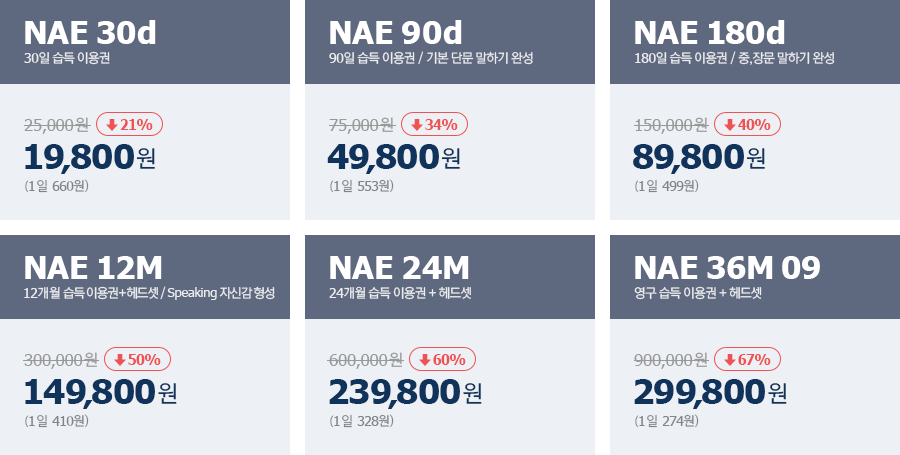 NAE 30d
30일 습득 이용권
25,000원 21%
19,800원
(1일 660원)
NAE 90d
90일 습득 이용권 / 기본 단문 말하기 완성
75,000원 34%
49,800원
(1일 553원)
NAE 180d
180일 습득 이용권 / 중,장문 말하기 완성
150,000원 40%
89,800원
(1일 499원)
NAE 12M
12개월 습득 이용권+헤드셋 / Speaking 자신감 형성
300,000원 50%
149,800원
(1일 410원)
NAE 24M
24개월 습득 이용권 + 헤드셋
600,000원 60%
239,800원
(1일 328원)
NAE 36M 09
영구 습득 이용권 + 헤드셋
900,000원 67%
299,800원
(1일 274원)